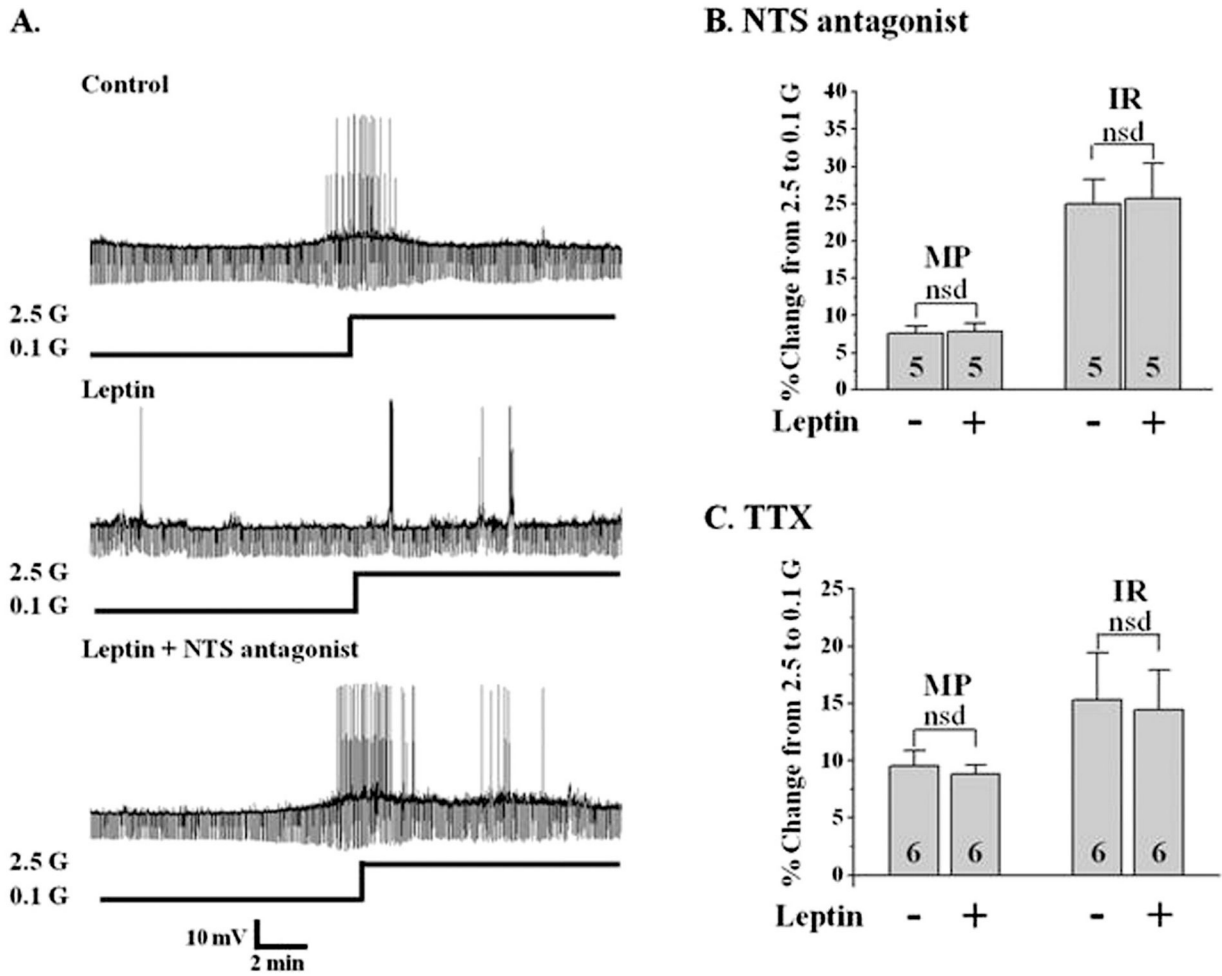 A.
Control
2.5 G
0.1 G
Leptin
2.5 G
0.1 G
Leptin + NTS antagonist
2.5 G
0.1 G
10 mV
2 min
B. NTS antagonist
% Change from 2.5 to 0.1 G
40
35
30
25
20
15
10
5
0
MP
nsd
IR
nsd
5 5 5 5
Leptin - + - +
C. TTX
% Change from 2.5 to 0.1 G
25
20
15
10
5
0
MP
nsd
IR
nsd
6 6 6 6
Leptin - + - +